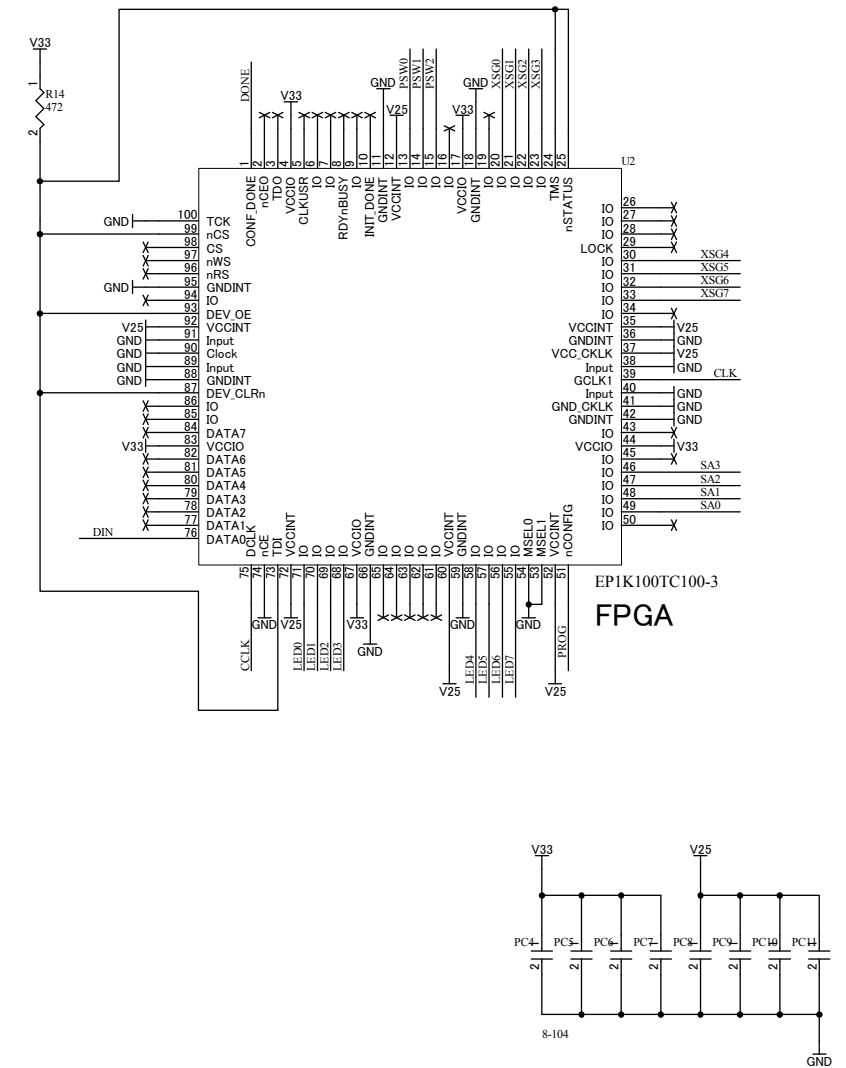 V33
1
R14
472
2
DONE
V33
GND
V25
PSW0
PSW1
PSW2
V33
GND
XSG0
XSG1
XSG2
XSG3
U2
1 CONF_DONE
2 nCEO
3 TDO
4 VCCIO
5 CLKUSR
6 IO
7 IO
8 RDYnBUSY
9 IO
10 INIT_DONE
11 GNDINT
12 VCCINT
13 IO
14 IO
15 IO
16 IO
17 VCCIO
18 GNDINT
19 IO
20 IO
21 IO
22 IO
23 IO
24 TMS
25 nSTATUS
GND 100 TCK
99 nCS
98 CS
97 nWS
96 nRS
GND 95 GNDINT
94 IO
93 DEV_OE
V25 92 VCCINT
GND 91 Input
GND 90 Clock
GND 89 Input
GND 88 GNDINT
87 DEV_CLRn
86 IO
85 IO
84 DATA7
V33 83 VCCIO
82 DATA6
81 DATA5
80 DATA4
79 DATA3
78 DATA2
77 DATA1
DIN 76 DATA0
IO 26
IO 27
IO 28
LOCK 29
IO 30 XSG4
IO 31 XSG5
IO 32 XSG6
IO 33 XSG7
IO 34
VCCINT 35 V25
GNDINT 36 GND
VCC_CKLK 37 V25
Input 38 GND
GCLK1 39 CLK
Input 40 GND
GND_CKLK 41 GND
GNDINT 42 GND
IO 43
VCCIO 44 V33
IO 45
IO 46 SA3
IO 47 SA2
IO 48 SA1
IO 49 SA0
IO 50
DCLK 75 CCLK
nCE 74 GND
TDI 73
VCCINT 72 V25
IO 71 LED0
IO 70 LED1
IO 69 LED2
IO 68 LED3
VCCIO 67 V33
GNDINT 66 GND
IO 65
IO 64
IO 63
IO 62
IO 61
VCCINT 60 V25
GNDINT 59 GND
IO 58 LED4
IO 57 LED5
IO 56 LED6
IO 55 LED7
MSEL0 54 GND
MSEL1 53
VCCINT 52 V25
nCONFIG 51 PROG
EP1K100TC100-3
FPGA
V33 V25
PC4 PC5 PC6 PC7 PC8 PC9 PC10 PC11
2 2 2 2 2 2 2 2
8-104
GND